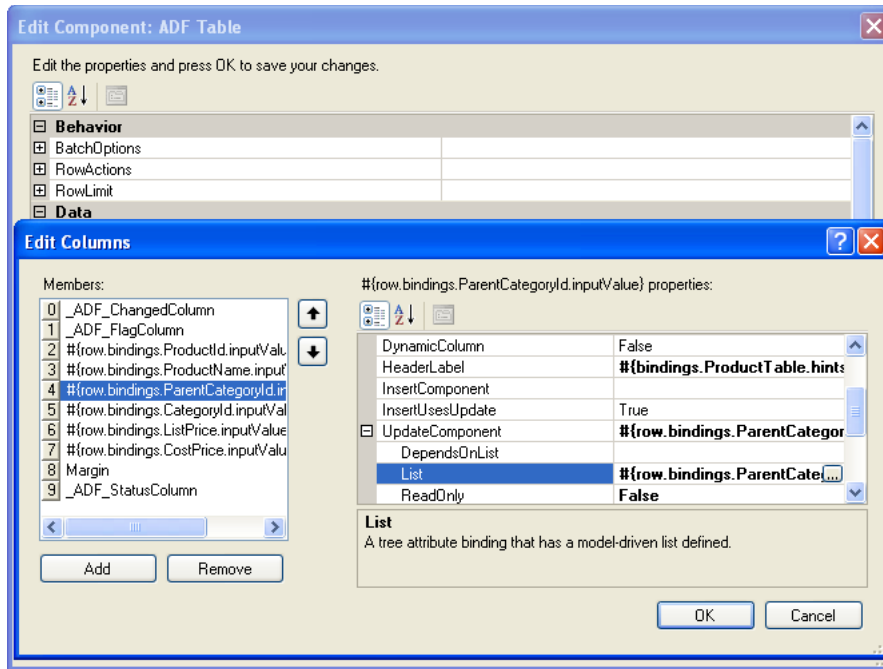 Edit Component: ADF Table
Edit the properties and press OK to save your changes.
Behavior
BatchOptions
RowActions
RowLimit
Data
Edit Columns
Members:
0 _ADF_ChangedColumn
1 _ADF_FlagColumn
2 #{row.bindings.ProductId.inputValu
3 #{row.bindings.ProductName.input
4 #{row.bindings.ParentCategoryId.in
5 #{row.bindings.CategoryId.inputVal
6 #{row.bindings.ListPrice.inputValue
7 #{row.bindings.CostPrice.inputValu
8 Margin
9 _ADF_StatusColumn
Add Remove
#{row.bindings.ParentCategoryId.inputValue} properties:
DynamicColumn False
HeaderLabel #{bindings.ProductTable.hints
InsertComponent
InsertUsesUpdate True
UpdateComponent #{row.bindings.ParentCategor
DependsOnList
List #{row.bindings.ParentCate ...
ReadOnly False
List
A tree attribute binding that has a model-driven list defined.
OK Cancel